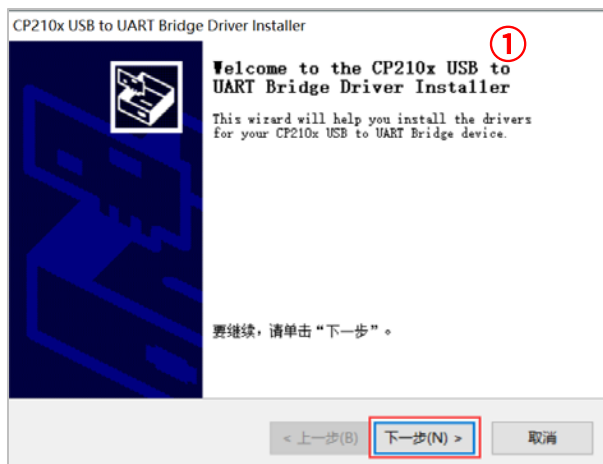 CP210x USB to UART Bridge Driver Installer
①
Welcome to the CP210x USB to
UART Bridge Driver Installer
This wizard will help you install the drivers
for your CP210x USB to UART Bridge device.
要继续，请单击“下一步”。
< 上一步(B)
下一步(N) >
取消